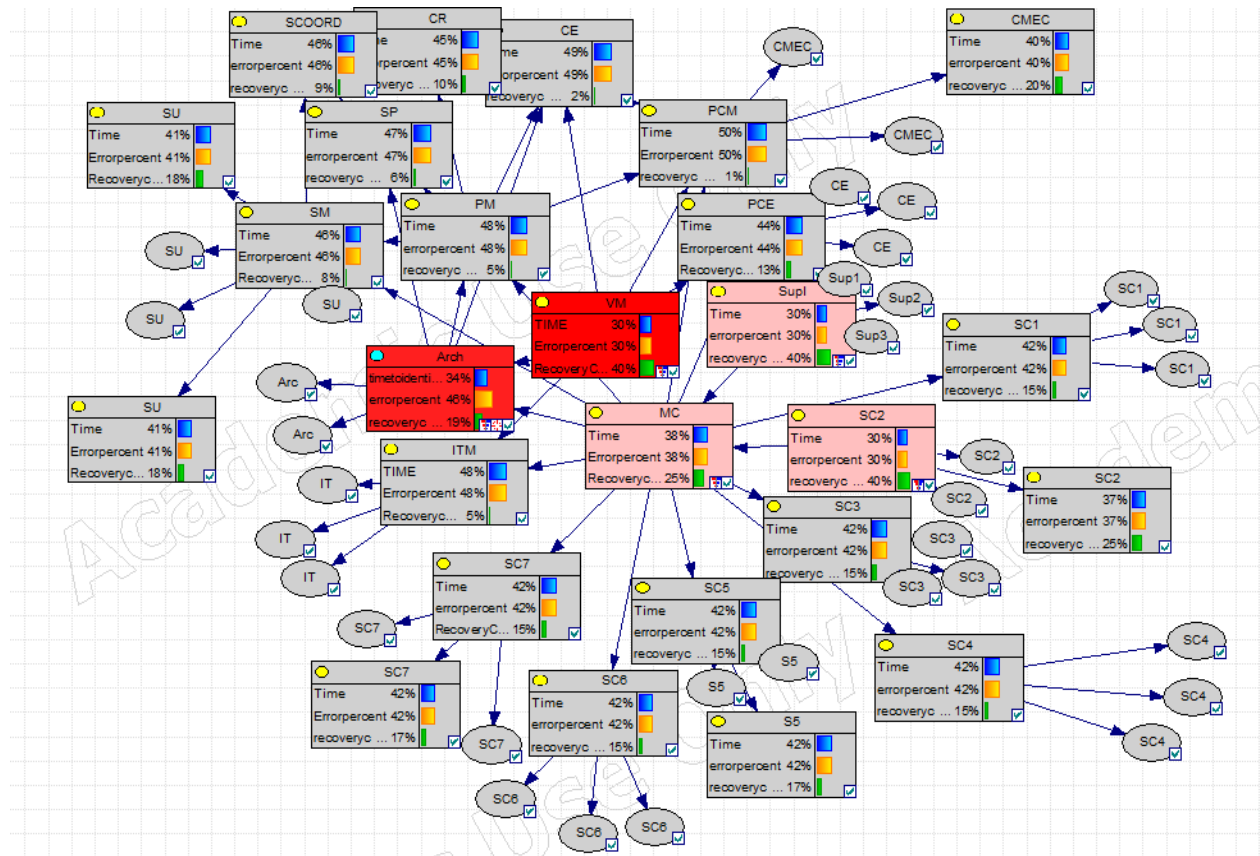 SCOORD
Time 46%
errorpercent 46%
recoveryc ... 9%
CR
45%
rpercent 45%
coveryc ... 10%
CE
me 49%
orpercent 49%
coveryc ... 2%
CMEC
CMEC
Time 40%
errorpercent 40%
recoveryc ... 20%
SU
Time 41%
Errorpercent 41%
Recoveryc... 18%
SP
Time 47%
errorpercent 47%
recoveryc ... 6%
PCM
Time 50%
Errorpercent 50%
recoveryc ... 1%
CMEC
CE
CE
CE
SM
Time 46%
Errorpercent 46%
Recoveryc... 8%
PM
Time 48%
errorpercent 48%
recoveryc ... 5%
PCE
Time 44%
Errorpercent 44%
Recoveryc... 13%
SU
SU
SU
VM
TIME 30%
Errorpercent 30%
RecoveryC... 40%
Supl
Time 30%
errorpercent 30%
recoveryc ... 40%
Sup1
Sup2
Sup3
SC1
Time 42%
errorpercent 42%
recoveryc ... 15%
SC1
SC1
SC1
Arch
timetoidenti... 34%
errorpercent 46%
recoveryc ... 19%
Arc
Arc
SU
Time 41%
Errorpercent 41%
Recoveryc... 18%
MC
Time 38%
Errorpercent 38%
Recoveryc... 25%
SC2
Time 30%
errorpercent 30%
recoveryc ... 40%
SC2
SC2
SC2
Time 37%
errorpercent 37%
recoveryc ... 25%
ITM
TIME 48%
Errorpercent 48%
Recoveryc... 5%
IT
IT
IT
SC3
Time 42%
errorpercent 42%
recoveryc ... 15%
SC3
SC3
SC3
SC7
Time 42%
errorpercent 42%
RecoveryC... 15%
SC7
SC7
Time 42%
Errorpercent 42%
recoveryc ... 17%
SC7
SC5
Time 42%
errorpercent 42%
recoveryc ... 15%
S5
S5
S5
Time 42%
errorpercent 42%
recoveryc ... 17%
SC6
Time 42%
errorpercent 42%
recoveryc ... 15%
SC6
SC6
SC6
SC4
Time 42%
errorpercent 42%
recoveryc ... 15%
SC4
SC4
SC4
Academi
Use Only
Academ
Use Only